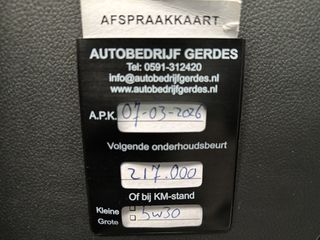 AFSPRAAKKAART
AUTOBEDRIJF GERDES
Tel: 0591-312420
info@autobedrijfgerdes.nl
www.autobedrijfgerdes.nl
A.P.K. 07-03-2026
Volgende onderhoudsbeurt
217.000
Of bij KM-stand
Kleine 5w30
Grote